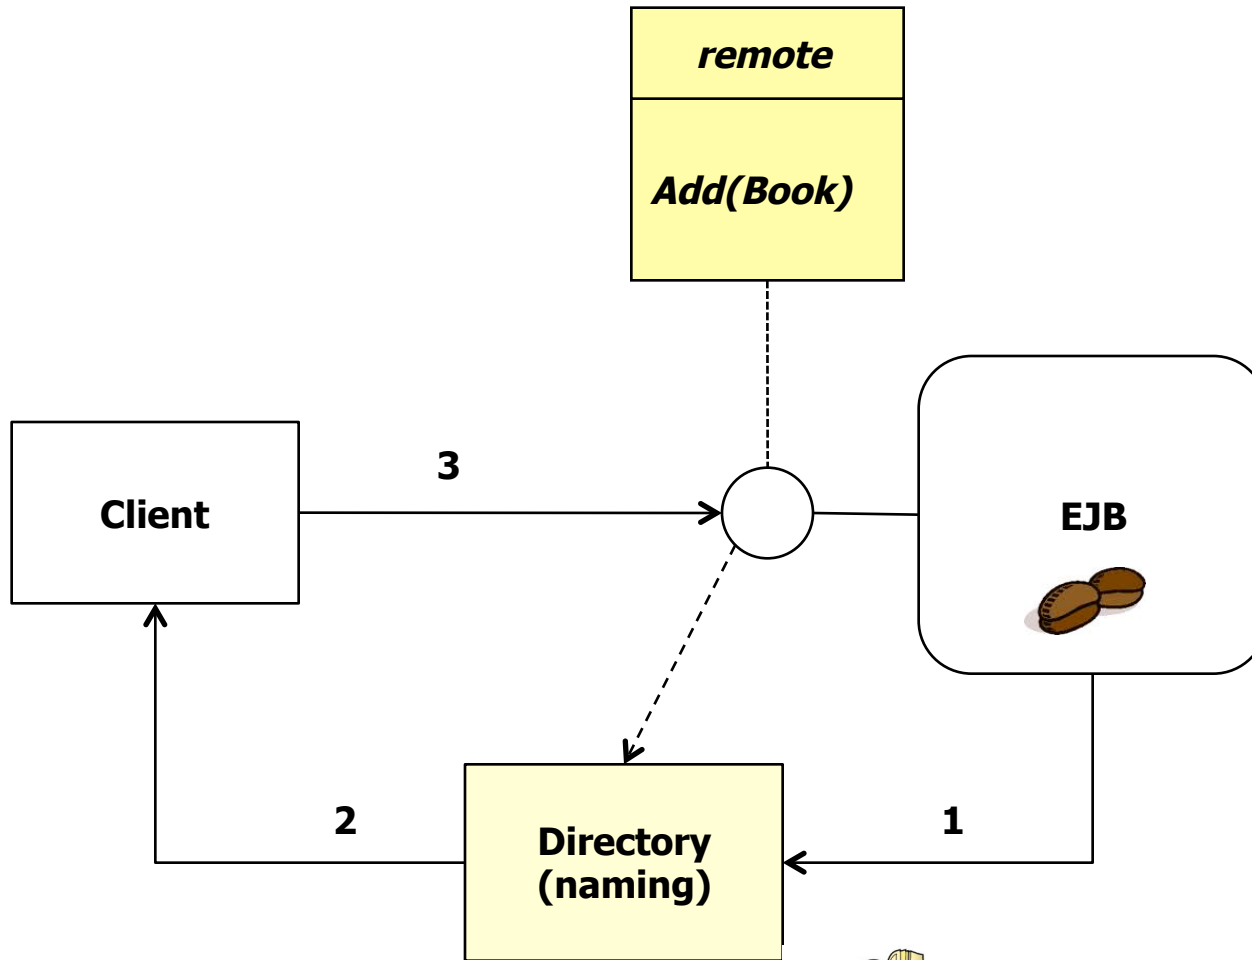 remote
Add(Book)
3
Client
EJB
2
1
Directory
(naming)